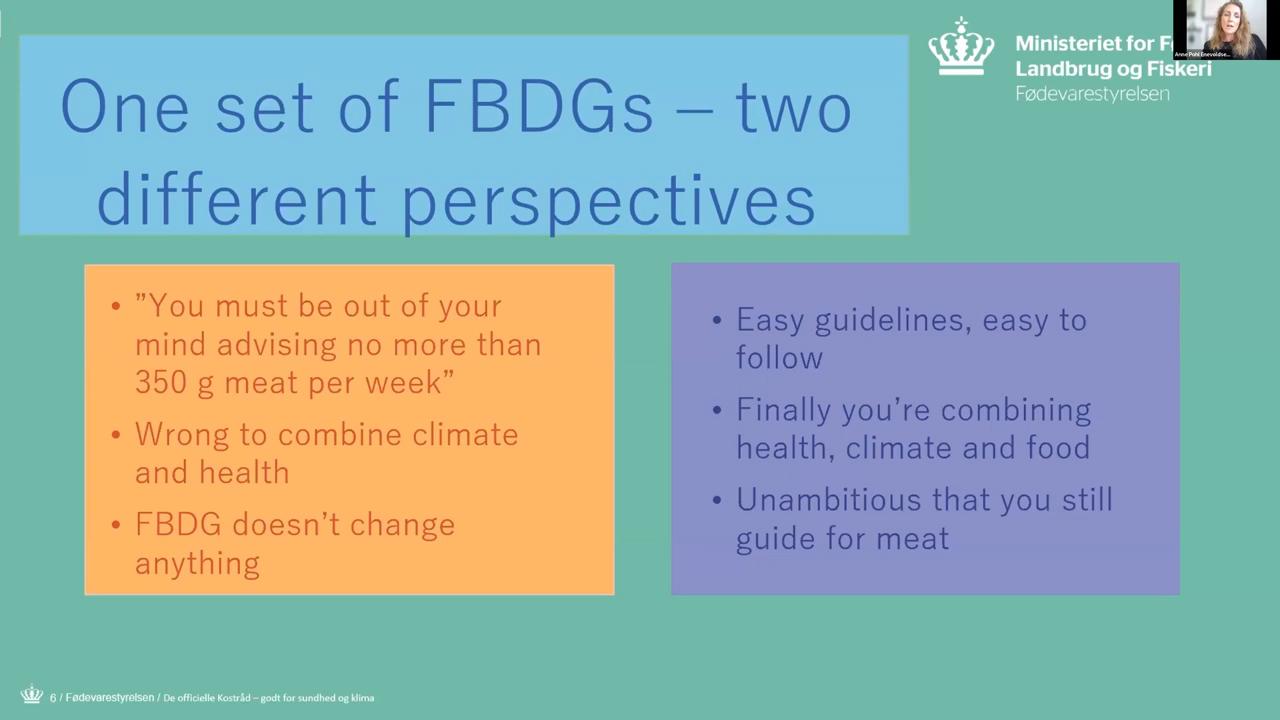 One set of FBDGs – two
different perspectives
Ministeriet for F
Landbrug og Fiskeri
Fødevarestyrelsen
Anne Pohl Enevoldse...
• ”You must be out of your
mind advising no more than
350 g meat per week”
• Wrong to combine climate
and health
• FBDG doesn’t change
anything
• Easy guidelines, easy to
follow
• Finally you’re combining
health, climate and food
• Unambitious that you still
guide for meat
6 / Fødevarestyrelsen / De officielle Kostråd – godt for sundhed og klima